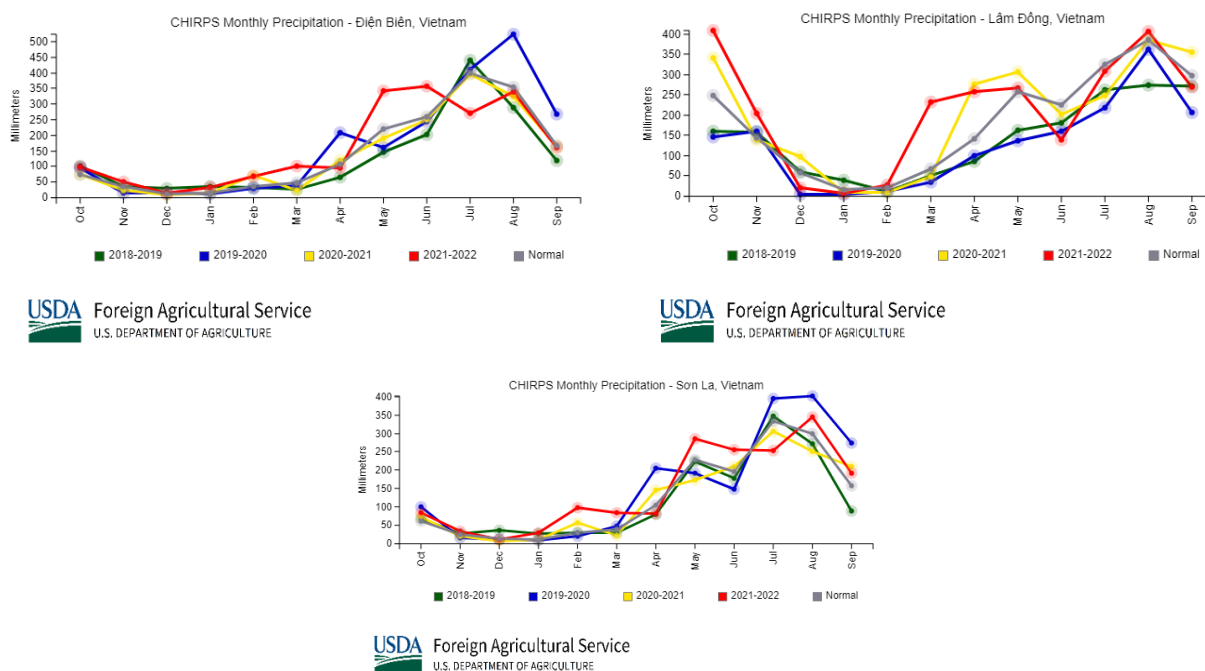 CHIRPS Monthly Precipitation - Điện Biên, Vietnam
Millimeters
500
450
400
350
300
250
200
150
100
50
0
Oct
Nov
Dec
Jan
Feb
Mar
Apr
May
Jun
Jul
Aug
Sep
2018-2019 2019-2020 2020-2021 2021-2022 Normal
USDA Foreign Agricultural Service
U.S. DEPARTMENT OF AGRICULTURE
CHIRPS Monthly Precipitation - Lâm Đồng, Vietnam
Millimeters
400
350
300
250
200
150
100
50
0
Oct
Nov
Dec
Jan
Feb
Mar
Apr
May
Jun
Jul
Aug
Sep
2018-2019 2019-2020 2020-2021 2021-2022 Normal
USDA Foreign Agricultural Service
U.S. DEPARTMENT OF AGRICULTURE
CHIRPS Monthly Precipitation - Sơn La, Vietnam
Millimeters
400
350
300
250
200
150
100
50
0
Oct
Nov
Dec
Jan
Feb
Mar
Apr
May
Jun
Jul
Aug
Sep
2018-2019 2019-2020 2020-2021 2021-2022 Normal
USDA Foreign Agricultural Service
U.S. DEPARTMENT OF AGRICULTURE